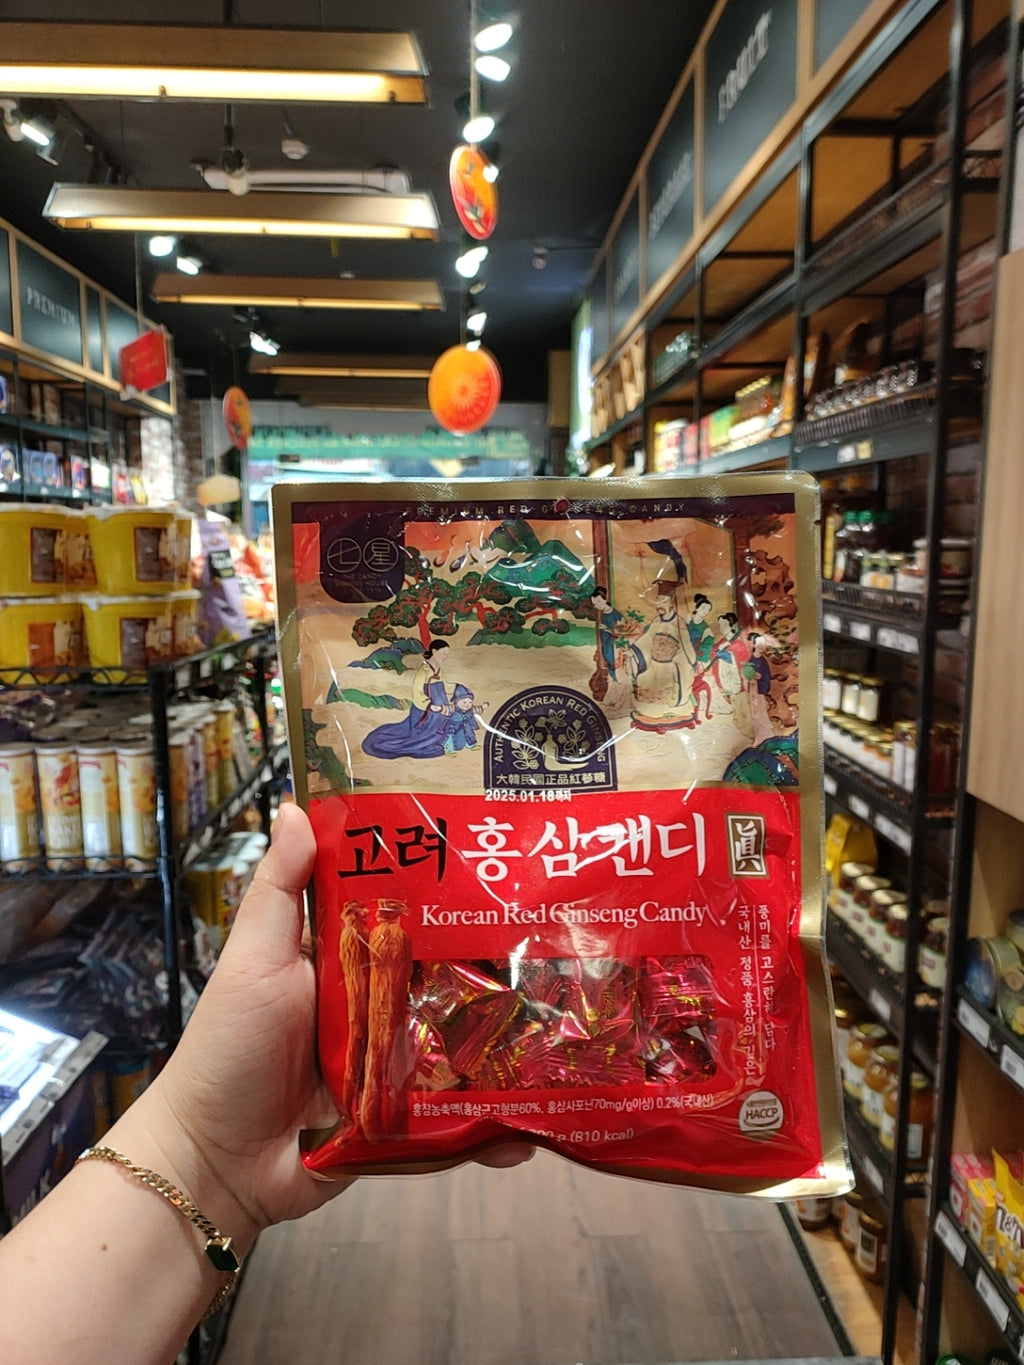 PREMIUM
PREMIUM RED GINSENG CANDY
七星
THE CANDY
AUTHENTIC KOREAN RED GINSENG
大韓民國正品紅蔘糖
2025.01.18까지
고려 홍삼캔디 眞
Korean Red Ginseng Candy
풍미를 고스란히 담다
국내산 정품 홍삼의 깊은
홍삼농축액(홍삼근고형분60%, 홍삼사포닌70mg/g이상) 0.2%(국내산)
(810 kcal)
HACCP